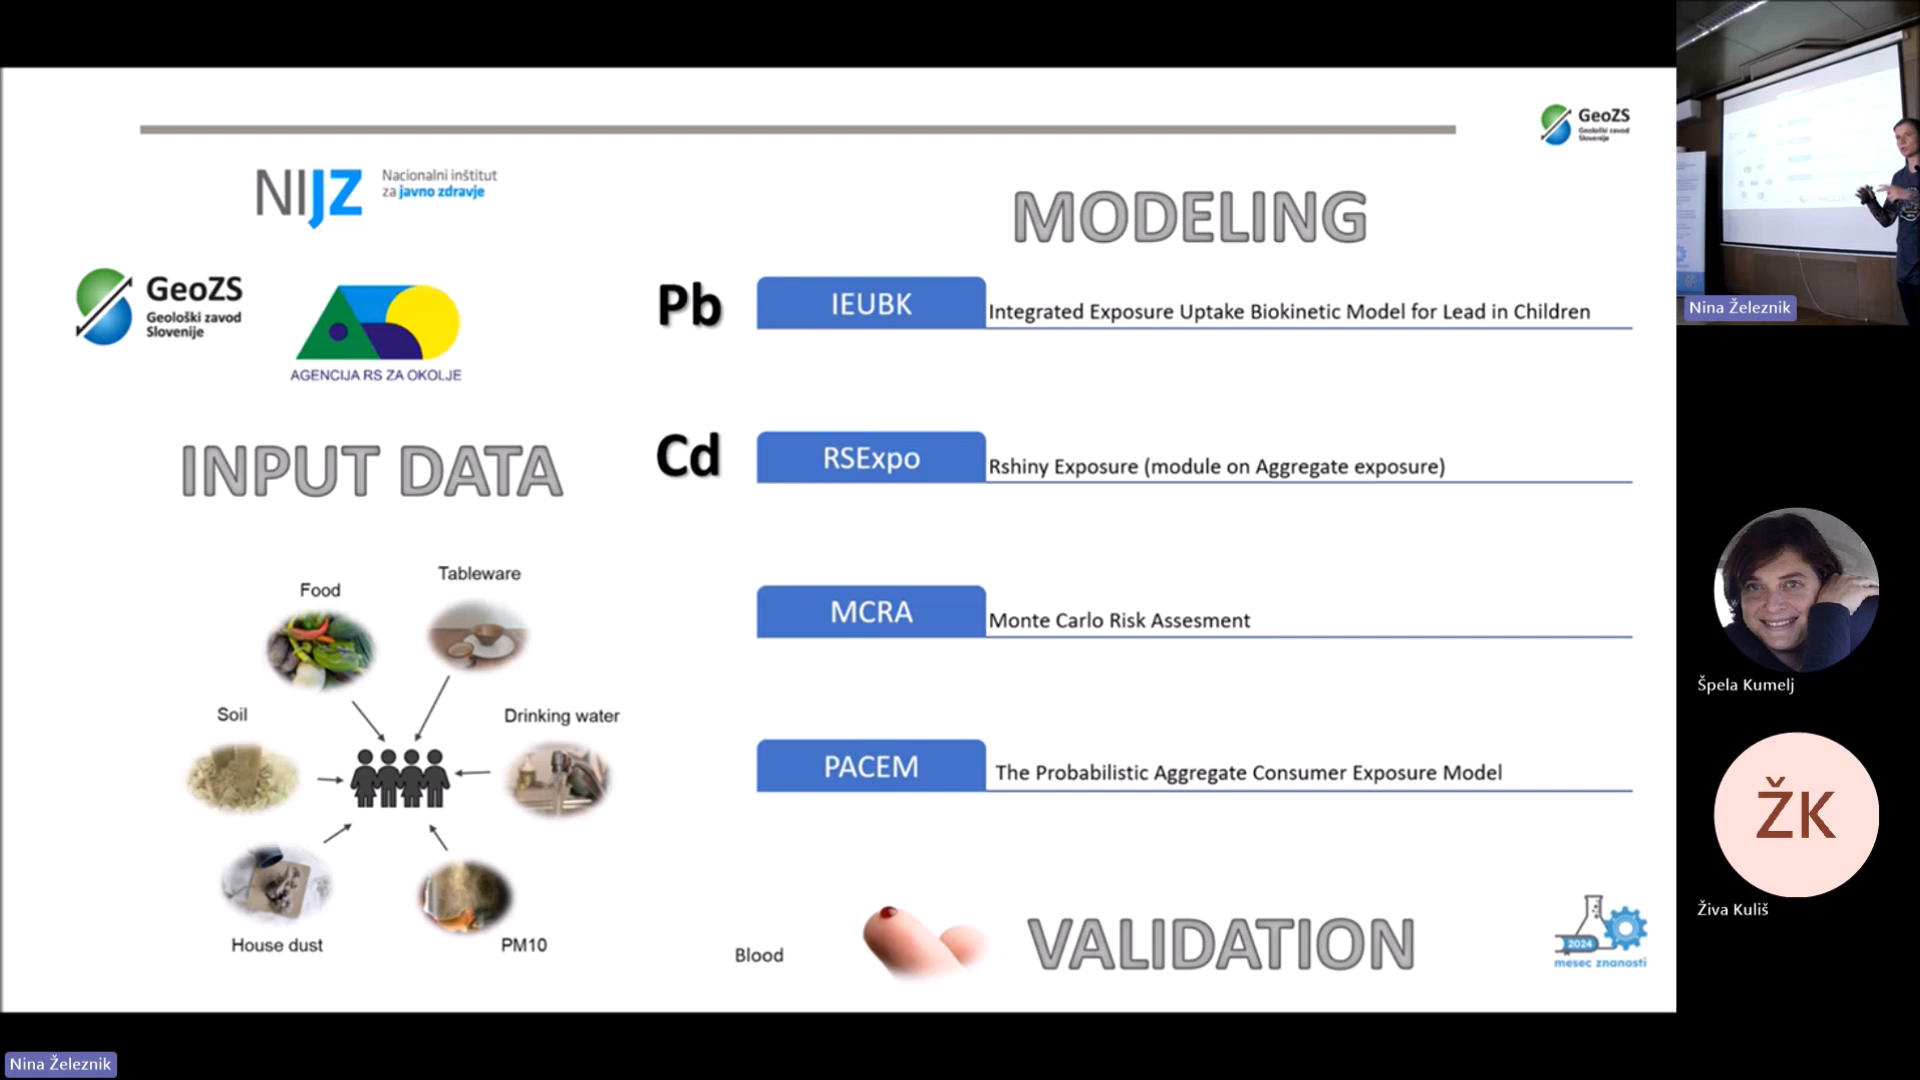 GeoZS
Geološki zavod
Slovenije
NIJZ
Nacionalni inštitut
za javno zdravje
GeoZS
Geološki zavod
Slovenije
AGENCIJA RS ZA OKOLJE
INPUT DATA
Food
Tableware
Soil
Drinking water
House dust
PM10
MODELING
Pb
IEUBK
Integrated Exposure Uptake Biokinetic Model for Lead in Children
Cd
RSExpo
Rshiny Exposure (module on Aggregate exposure)
MCRA
Monte Carlo Risk Assesment
PACEM
The Probabilistic Aggregate Consumer Exposure Model
Blood
VALIDATION
2024
mesec znanosti
Nina Železnik
Špela Kumelj
ŽK
Živa Kuliš
Nina Železnik